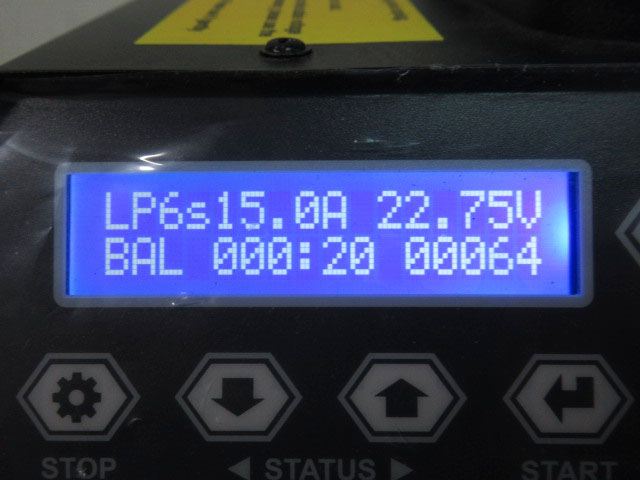 LP6s15.0A 22.75V
BAL 000:20 00064
STOP
◄ STATUS ►
START